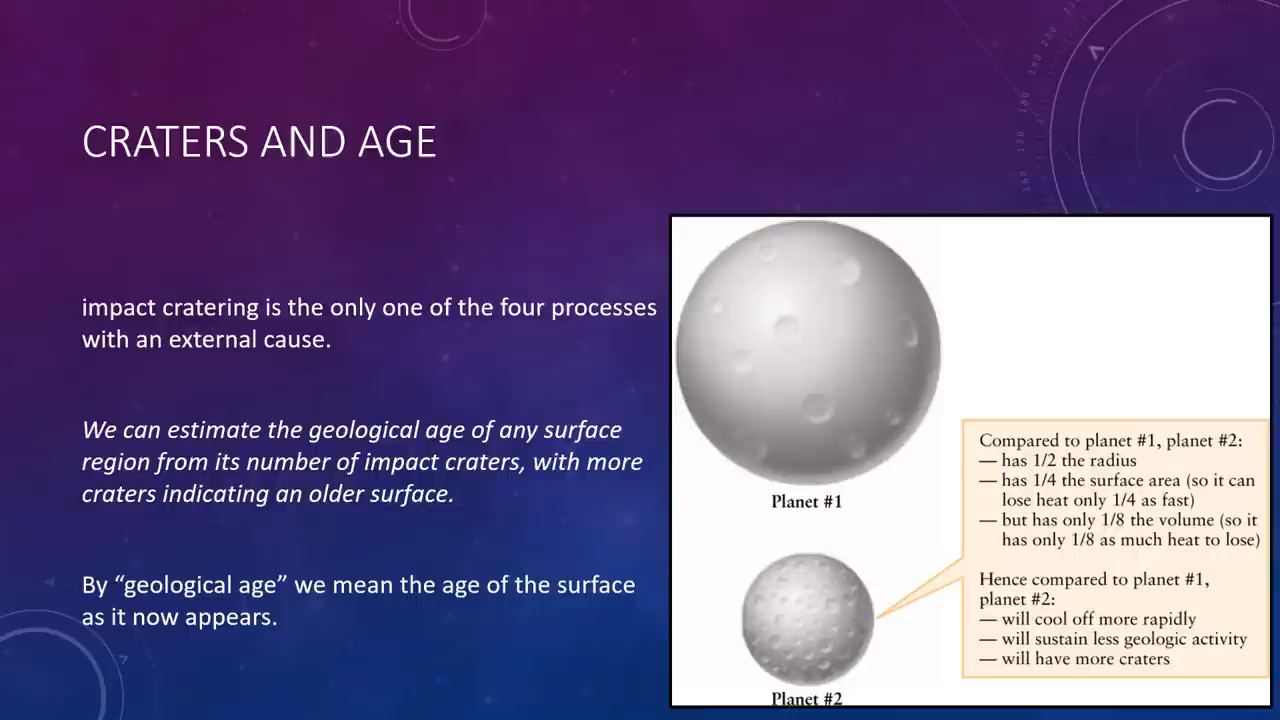 CRATERS AND AGE
impact cratering is the only one of the four processes
with an external cause.
We can estimate the geological age of any surface
region from its number of impact craters, with more
craters indicating an older surface.
By “geological age” we mean the age of the surface
as it now appears.
Planet #1
Compared to planet #1, planet #2:
— has 1/2 the radius
— has 1/4 the surface area (so it can
lose heat only 1/4 as fast)
— but has only 1/8 the volume (so it
has only 1/8 as much heat to lose)
Hence compared to planet #1,
planet #2:
— will cool off more rapidly
— will sustain less geologic activity
— will have more craters
Planet #2
160 170 180 190 200